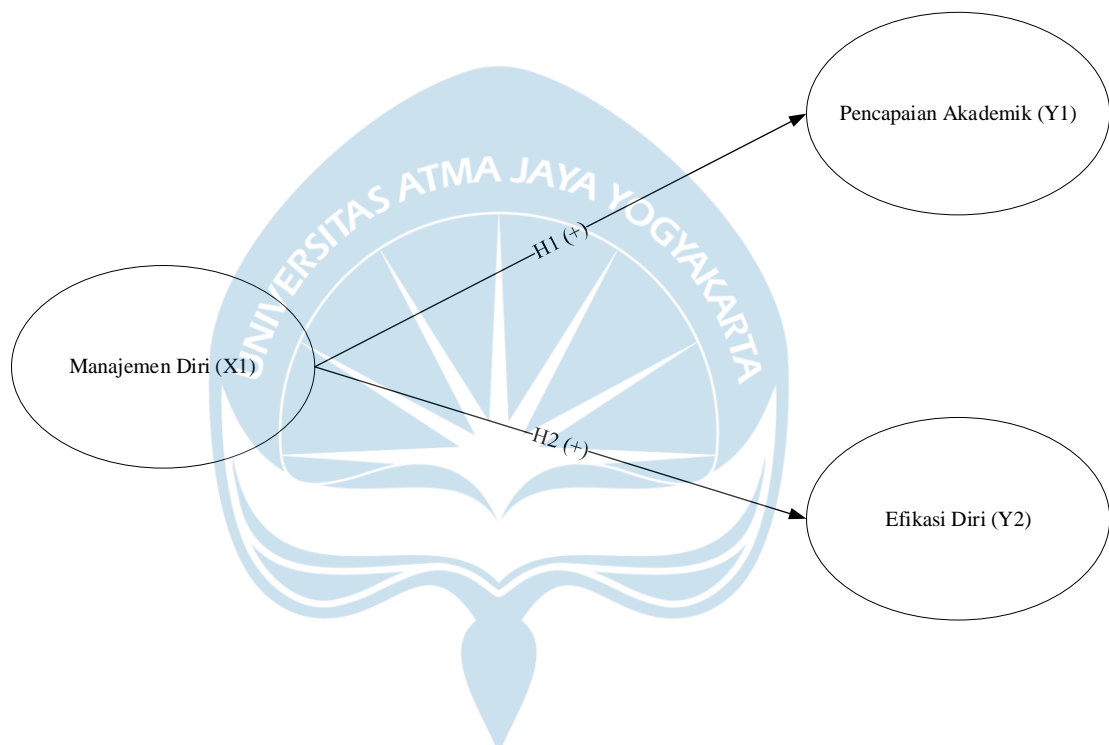 Pencapaian Akademik (Y1)
UNIVERSITAS ATMA JAYA YOGYAKARTA
H1 (+)
Manajemen Diri (X1)
H2 (+)
Efikasi Diri (Y2)